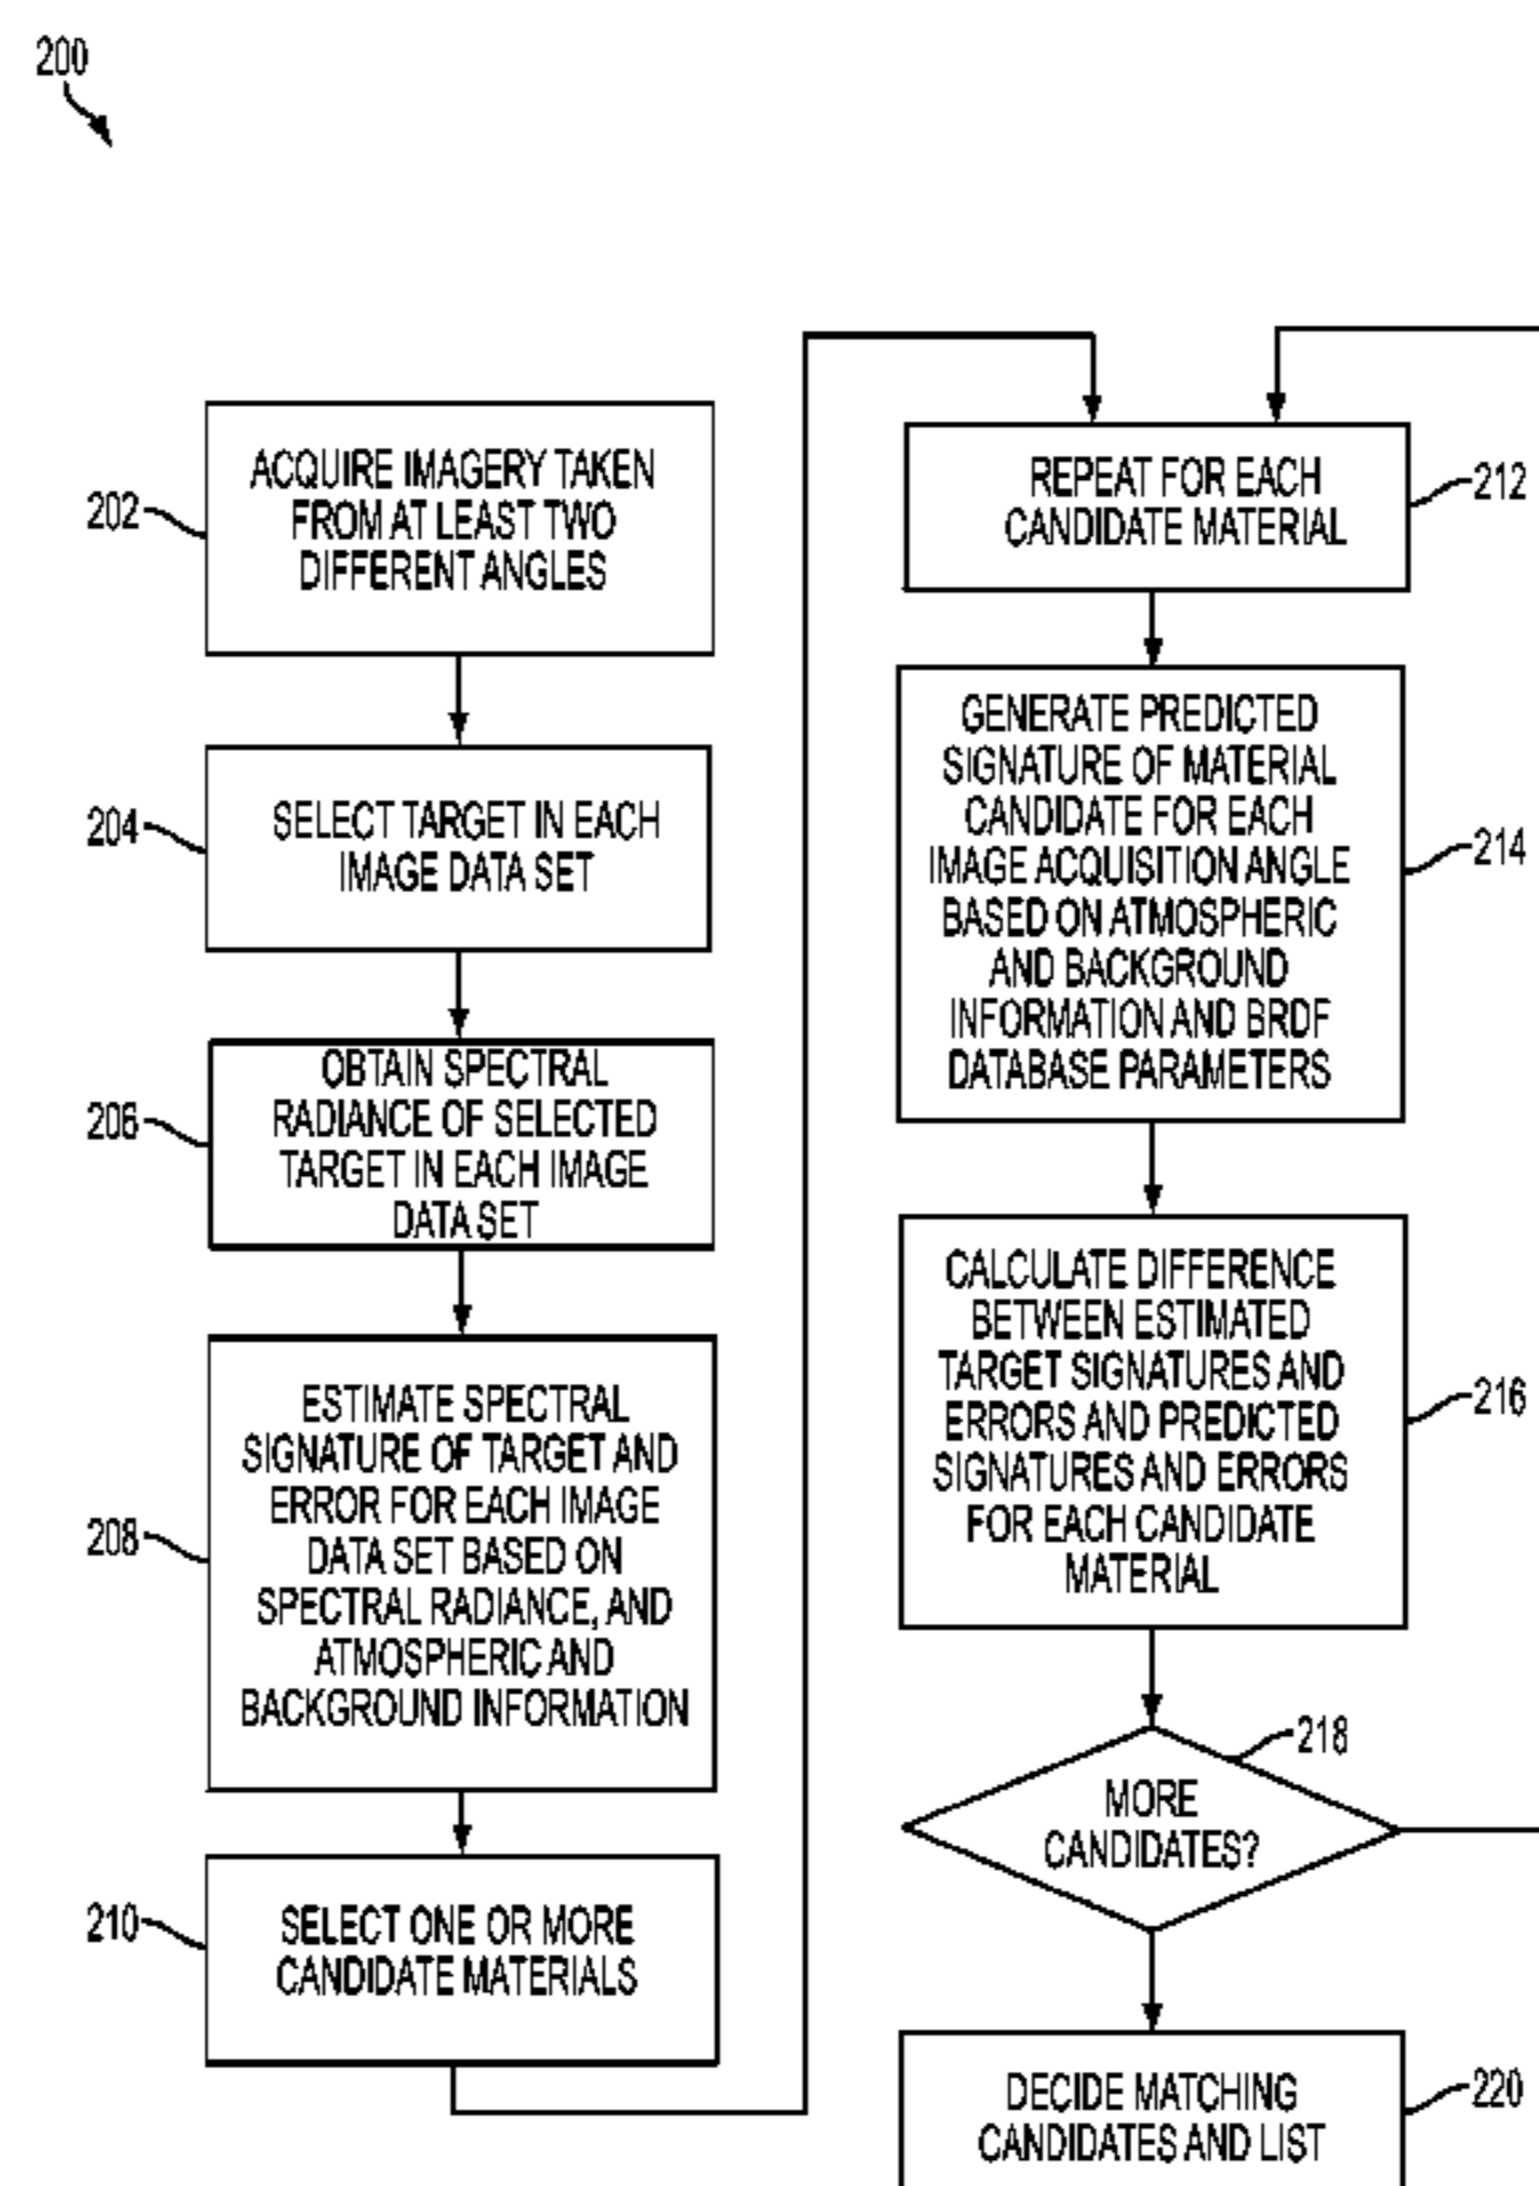 200
202
ACQUIRE IMAGERY TAKEN
FROM AT LEAST TWO
DIFFERENT ANGLES
204
SELECT TARGET IN EACH
IMAGE DATA SET
206
OBTAIN SPECTRAL
RADIANCE OF SELECTED
TARGET IN EACH IMAGE
DATA SET
208
ESTIMATE SPECTRAL
SIGNATURE OF TARGET AND
ERROR FOR EACH IMAGE
DATA SET BASED ON
SPECTRAL RADIANCE, AND
ATMOSPHERIC AND
BACKGROUND INFORMATION
210
SELECT ONE OR MORE
CANDIDATE MATERIALS
REPEAT FOR EACH
CANDIDATE MATERIAL
212
GENERATE PREDICTED
SIGNATURE OF MATERIAL
CANDIDATE FOR EACH
IMAGE ACQUISITION ANGLE
BASED ON ATMOSPHERIC
AND BACKGROUND
INFORMATION AND BRDF
DATABASE PARAMETERS
214
CALCULATE DIFFERENCE
BETWEEN ESTIMATED
TARGET SIGNATURES AND
ERRORS AND PREDICTED
SIGNATURES AND ERRORS
FOR EACH CANDIDATE
MATERIAL
216
218
MORE
CANDIDATES?
DECIDE MATCHING
CANDIDATES AND LIST
220